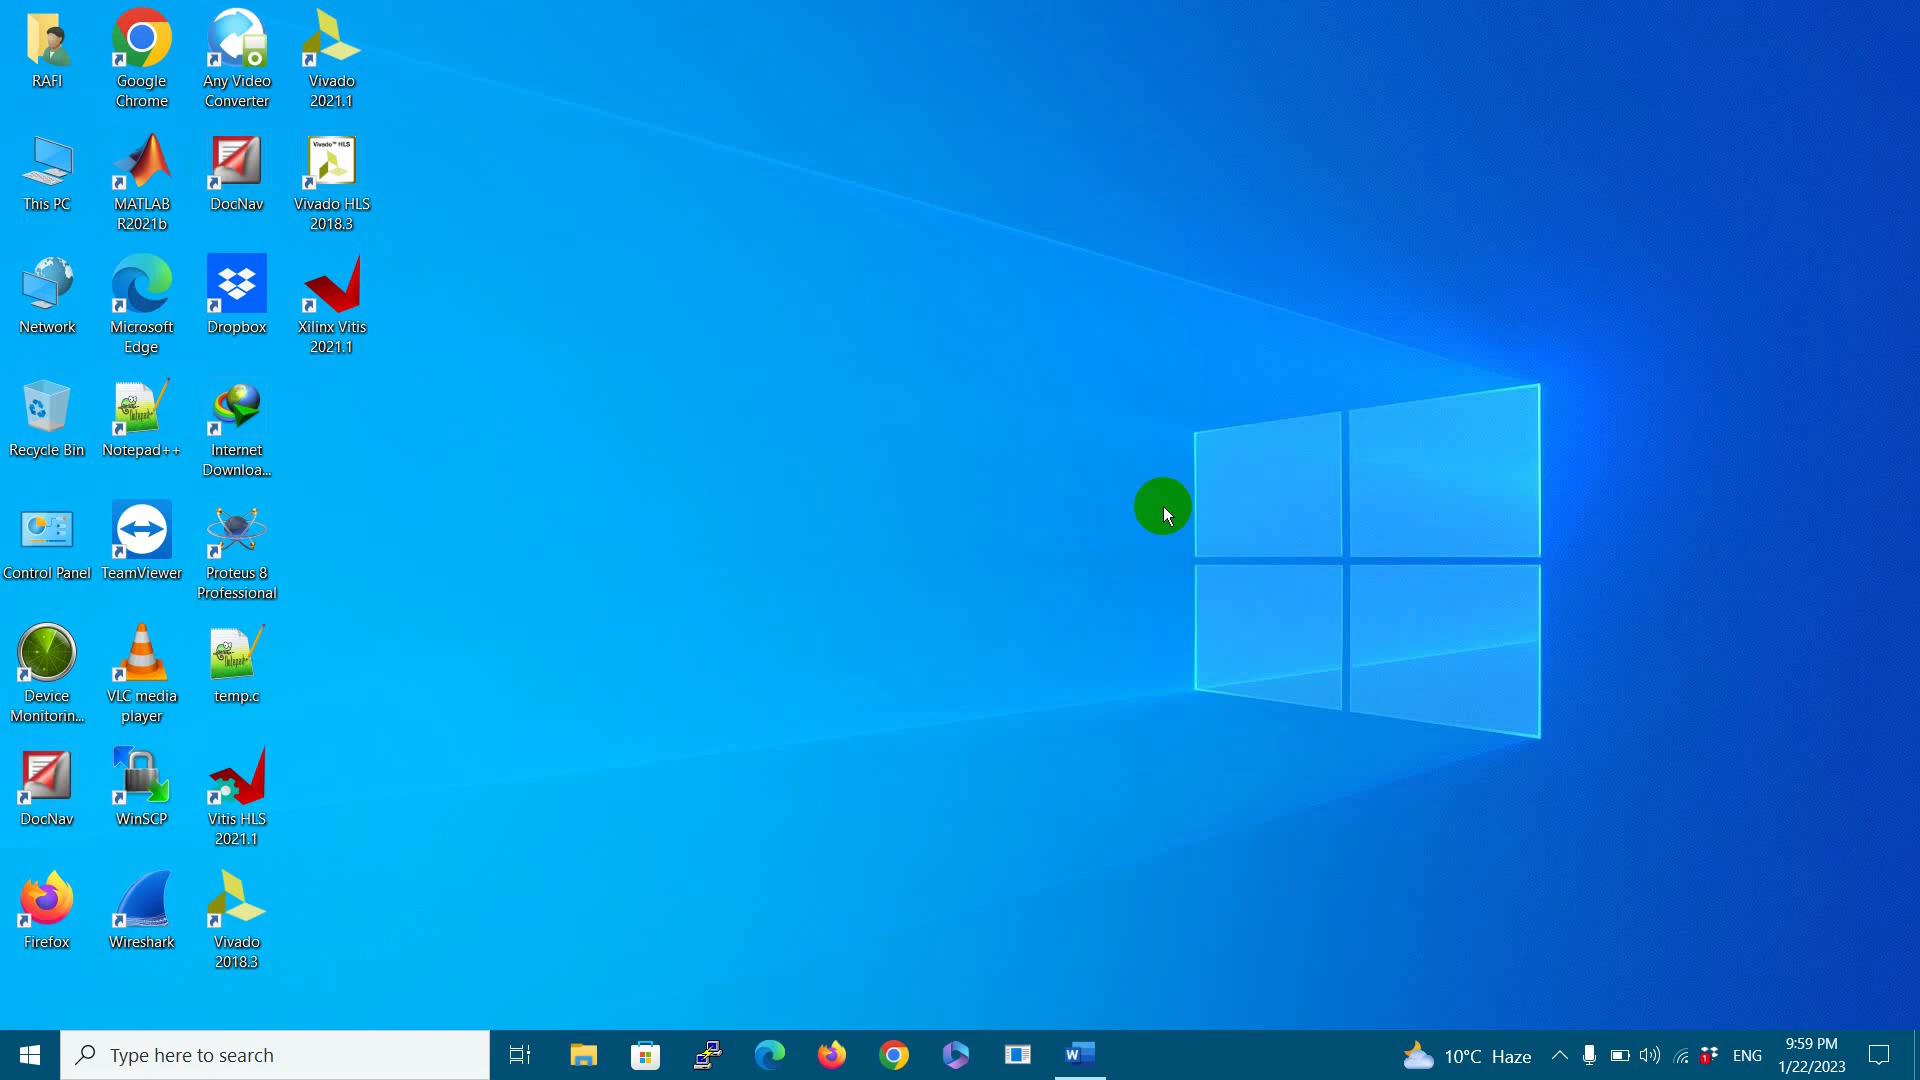 RAFI
Google
Chrome
Any Video
Converter
Vivado
2021.1
This PC
MATLAB
R2021b
DocNav
Vivado™ HLS
Vivado HLS
2018.3
Network
Microsoft
Edge
Dropbox
Xilinx Vitis
2021.1
Recycle Bin
Notepad++
Internet
Downloa...
Control Panel
TeamViewer
Proteus 8
Professional
Device
Monitorin...
VLC media
player
temp.c
DocNav
WinSCP
Vitis HLS
2021.1
Firefox
Wireshark
Vivado
2018.3
Type here to search
W
10°C Haze
1
ENG
9:59 PM
1/22/2023